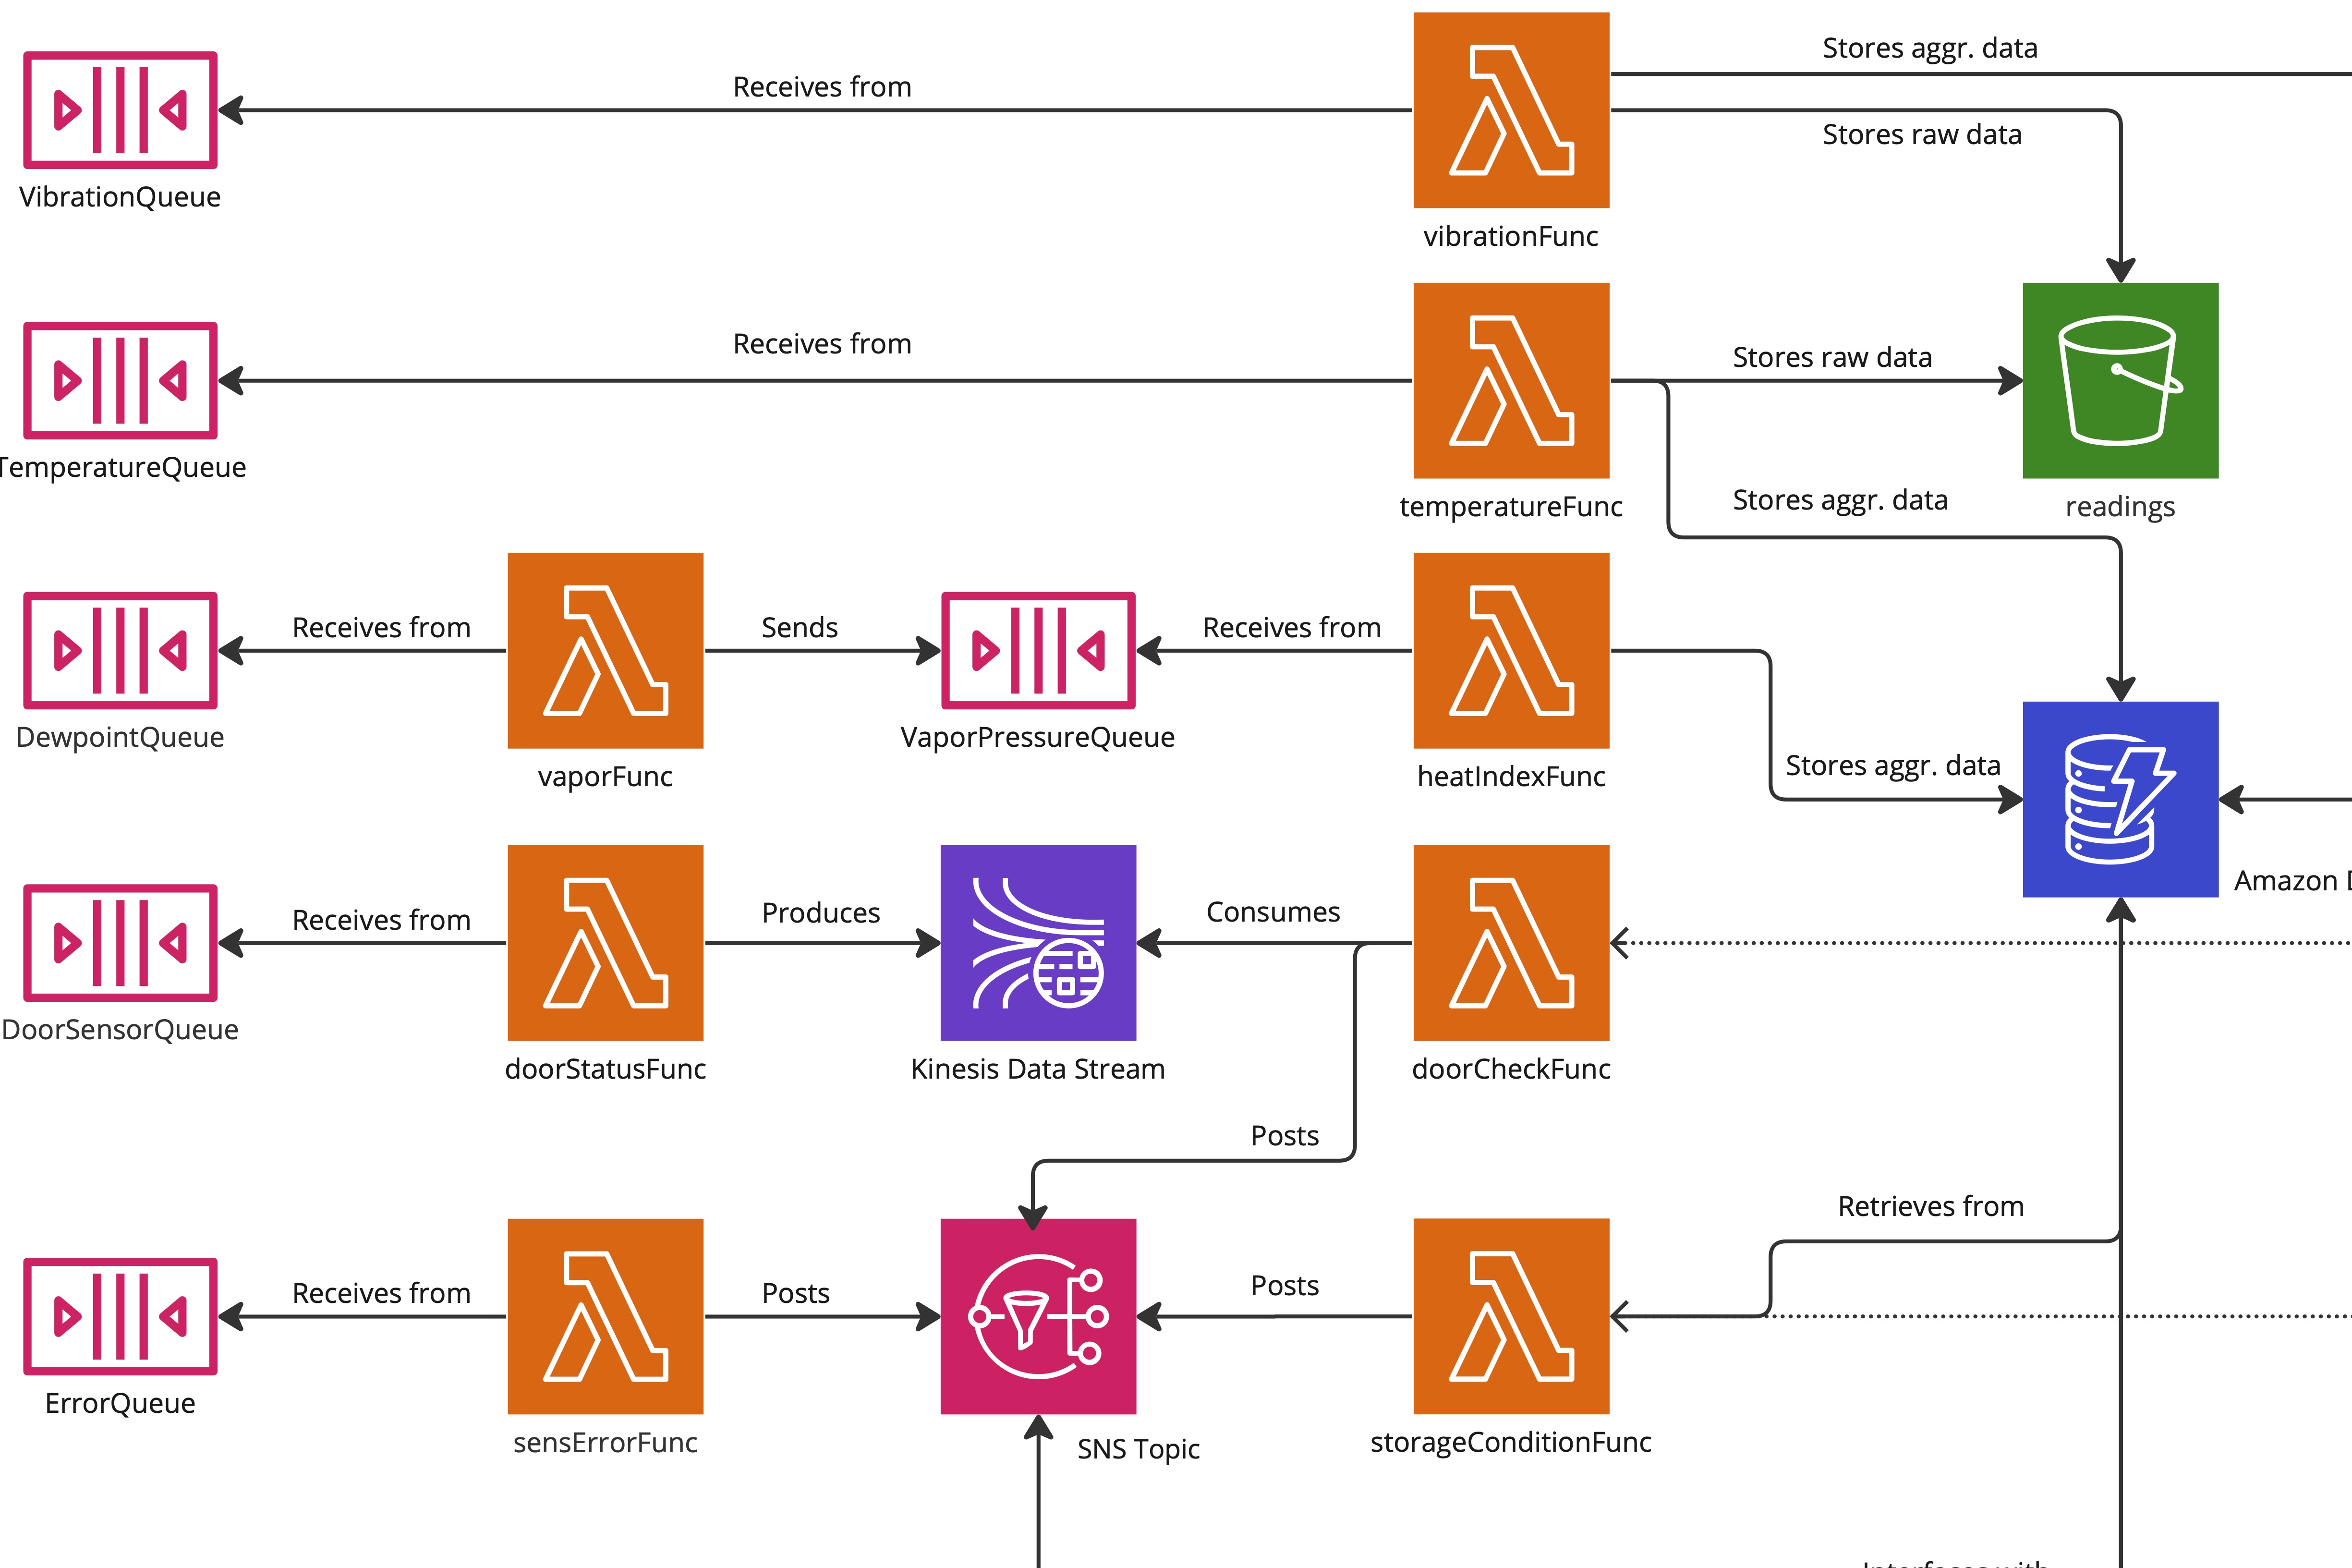 Stores aggr. data
Receives from
Stores raw data
VibrationQueue
vibrationFunc
Receives from
Stores raw data
TemperatureQueue
temperatureFunc
Stores aggr. data
readings
Receives from
Sends
Receives from
DewpointQueue
vaporFunc
VaporPressureQueue
heatIndexFunc
Stores aggr. data
Amazon
Receives from
Produces
Consumes
DoorSensorQueue
doorStatusFunc
Kinesis Data Stream
doorCheckFunc
Posts
Retrieves from
Receives from
Posts
Posts
ErrorQueue
sensErrorFunc
SNS Topic
storageConditionFunc